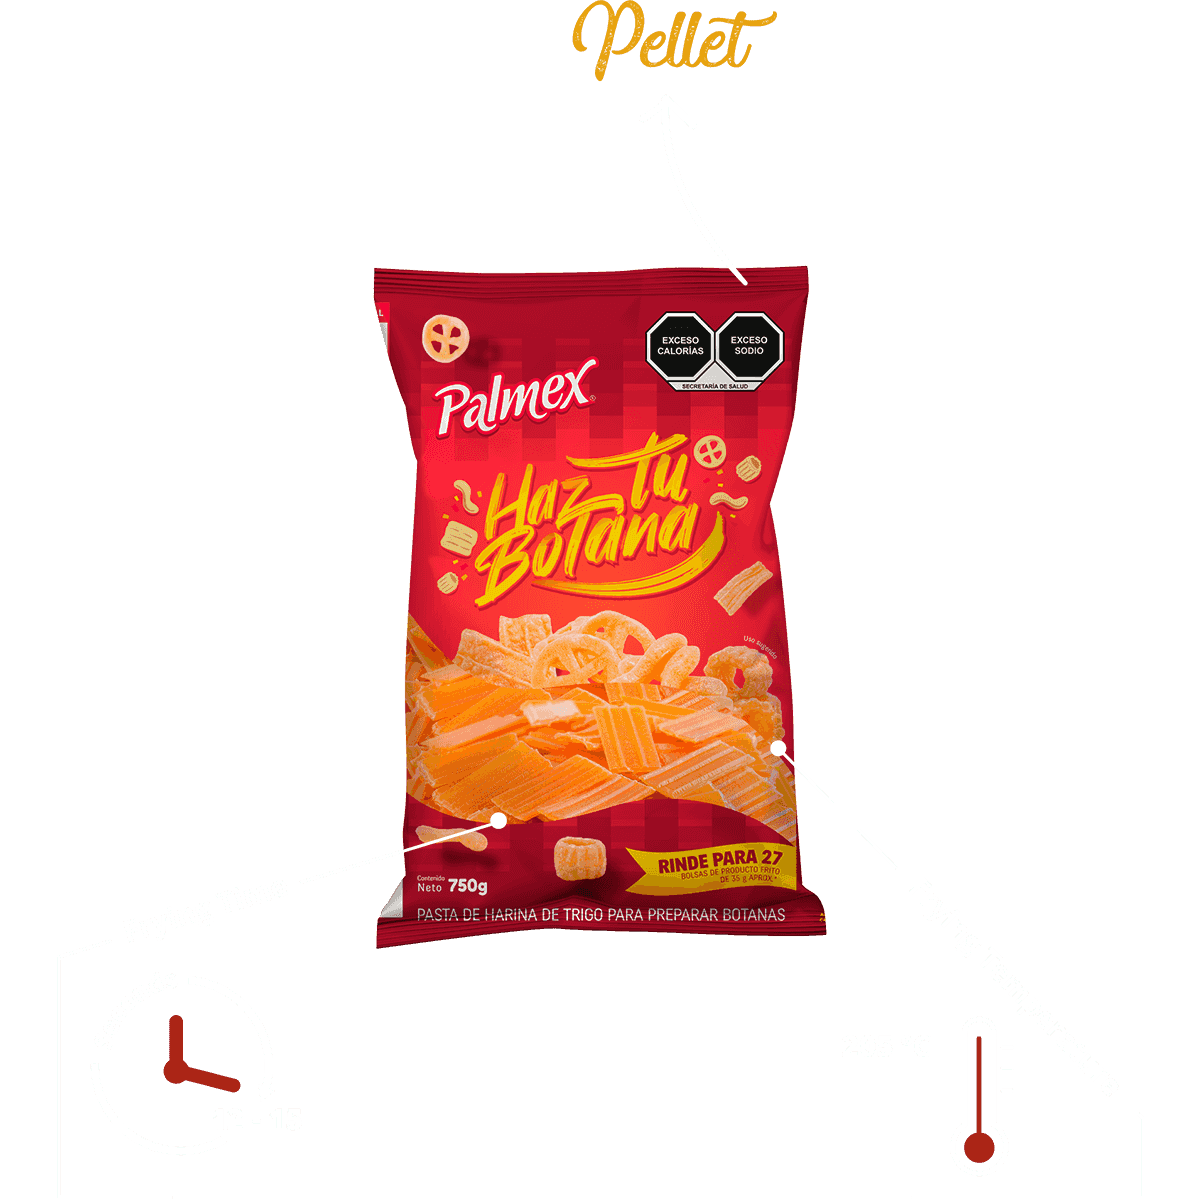 Pellet
L
EXCESO
CALORÍAS
EXCESO
SODIO
SECRETARÍA DE SALUD
Palmex®
Haz Tu
Botana
Uso sugerido
RINDE PARA 27
BOLSAS DE PRODUCTO FRITO
DE 35 g APROX.*
Contenido
Neto 750g
PASTA DE HARINA DE TRIGO PARA PREPARAR BOTANAS